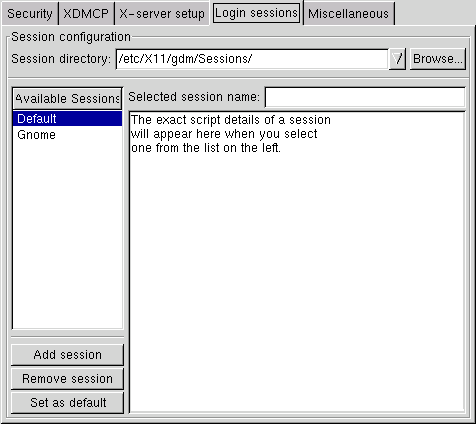 Security XDMCP X-server setup Login sessions Miscellaneous
Session configuration
Session directory: /etc/X11/gdm/Sessions/ Browse...
Available Sessions Selected session name:
Default
Gnome
The exact script details of a session
will appear here when you select
one from the list on the left.
Add session
Remove session
Set as default